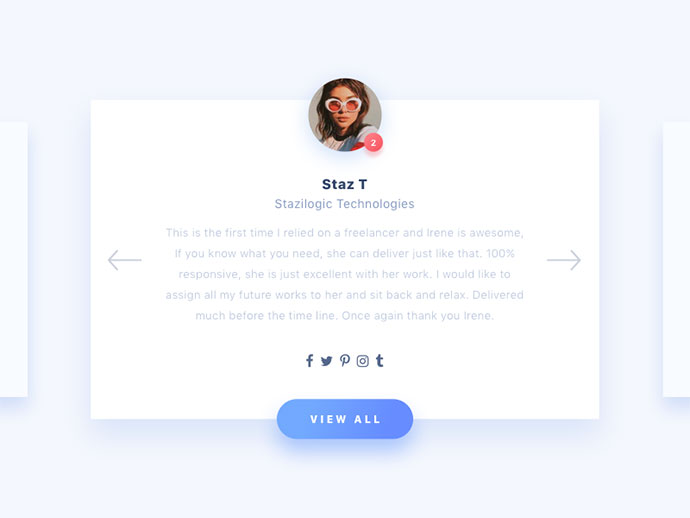 2
Staz T
Stazilogic Technologies
This is the first time I relied on a freelancer and Irene is awesome,
If you know what you need, she can deliver just like that. 100%
responsive, she is just excellent with her work. I would like to
assign all my future works to her and sit back and relax. Delivered
much before the time line. Once again thank you Irene.
VIEW ALL